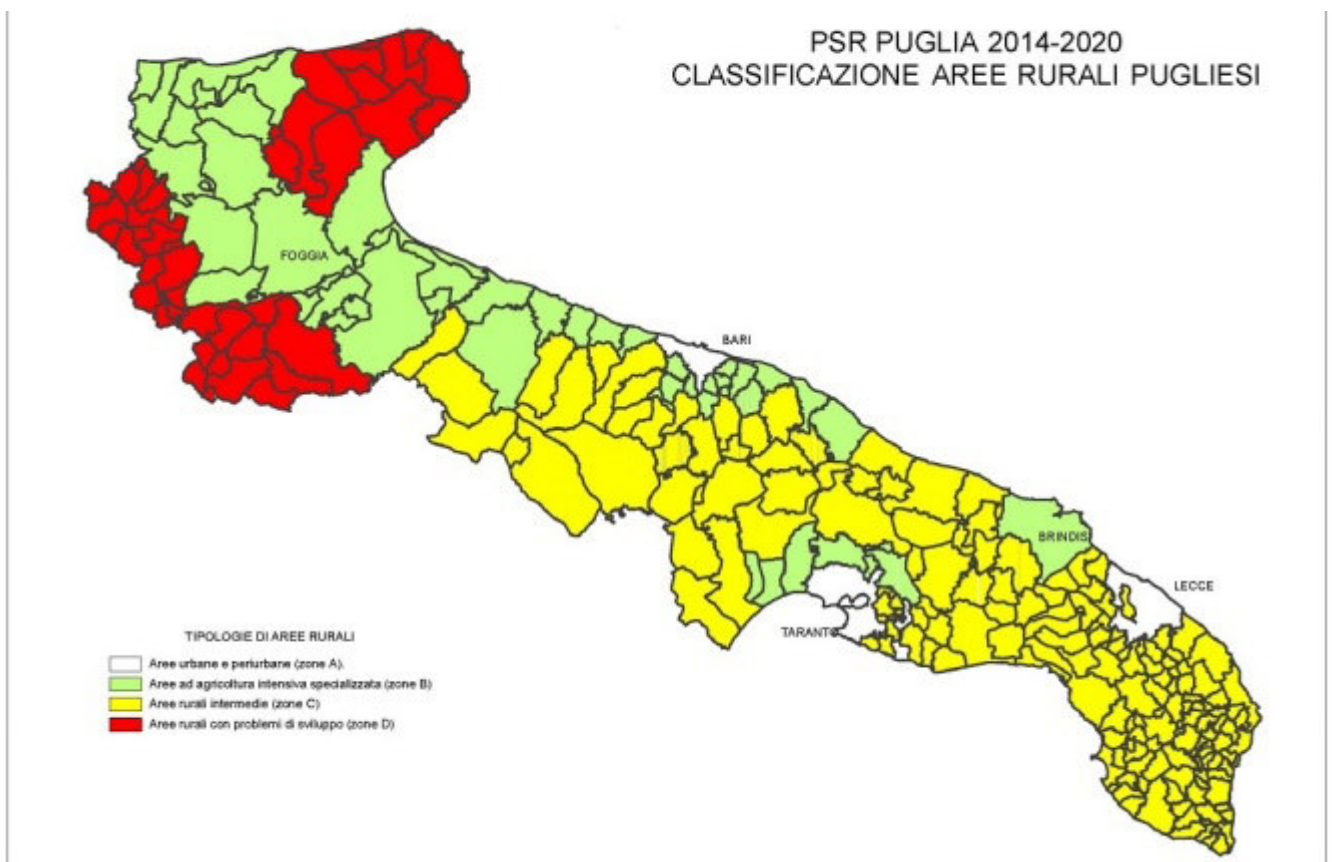 PSR PUGLIA 2014-2020
CLASSIFICAZIONE AREE RURALI PUGLIESI
FOGGIA
BARI
BRINDISI
LECCE
TARANTO
TIPOLOGIE DI AREE RURALI
Aree urbane e periurbane (zone A).
Aree ad agricoltura intensiva specializzata (zone B)
Aree rurali intermedie (zone C)
Aree rurali con problemi di sviluppo (zone D)